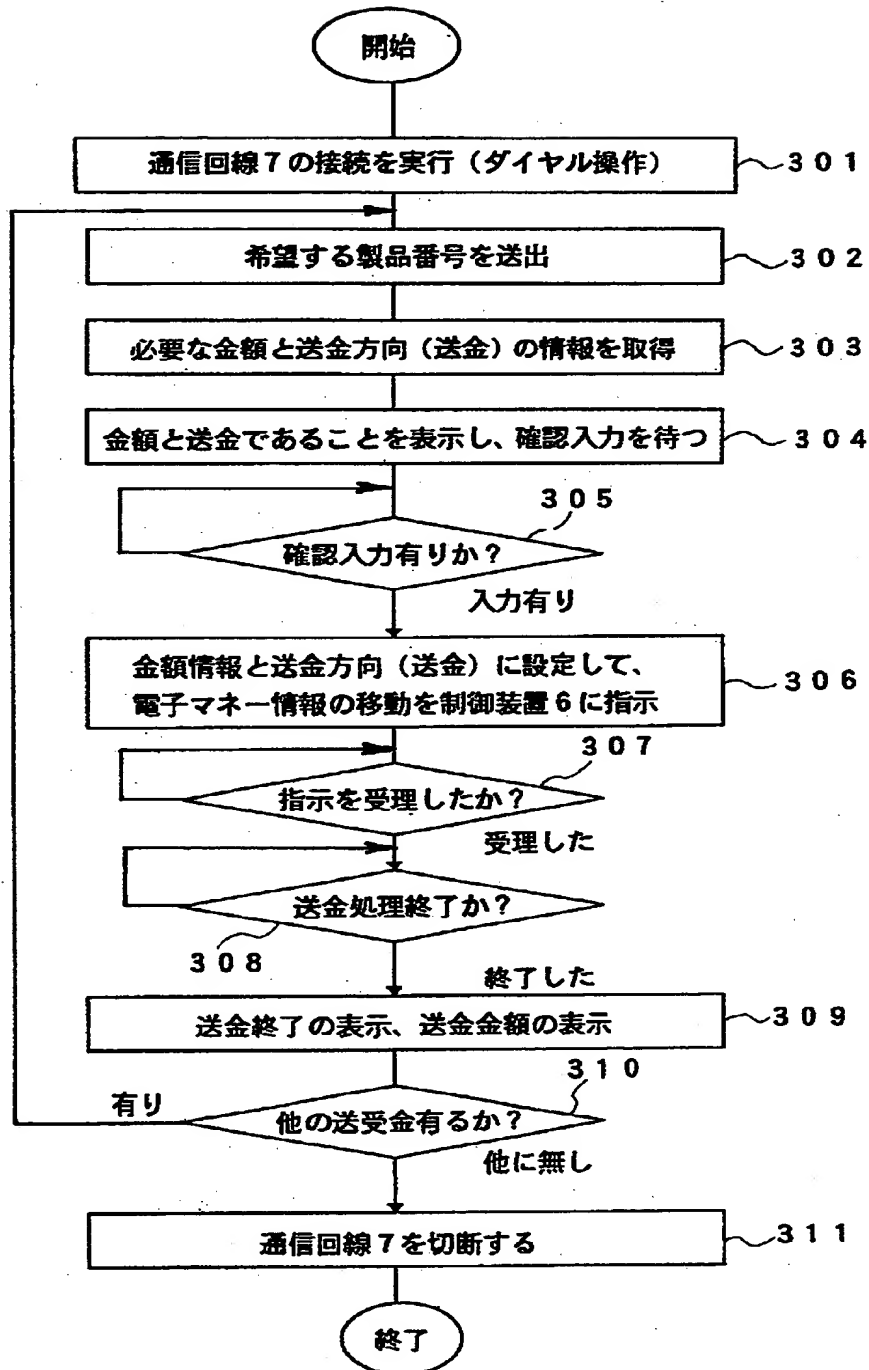 開始
通信回線7の接続を実行（ダイヤル操作）
301
希望する製品番号を送出
302
必要な金額と送金方向（送金）の情報を取得
303
金額と送金であることを表示し、確認入力を待つ
304
305
確認入力有りか？
入力有り
金額情報と送金方向（送金）に設定して、
電子マネー情報の移動を制御装置6に指示
306
307
指示を受理したか？
受理した
送金処理終了か？
308
終了した
送金終了の表示、送金金額の表示
309
310
有り
他の送受金有るか？
他に無し
通信回線7を切断する
311
終了